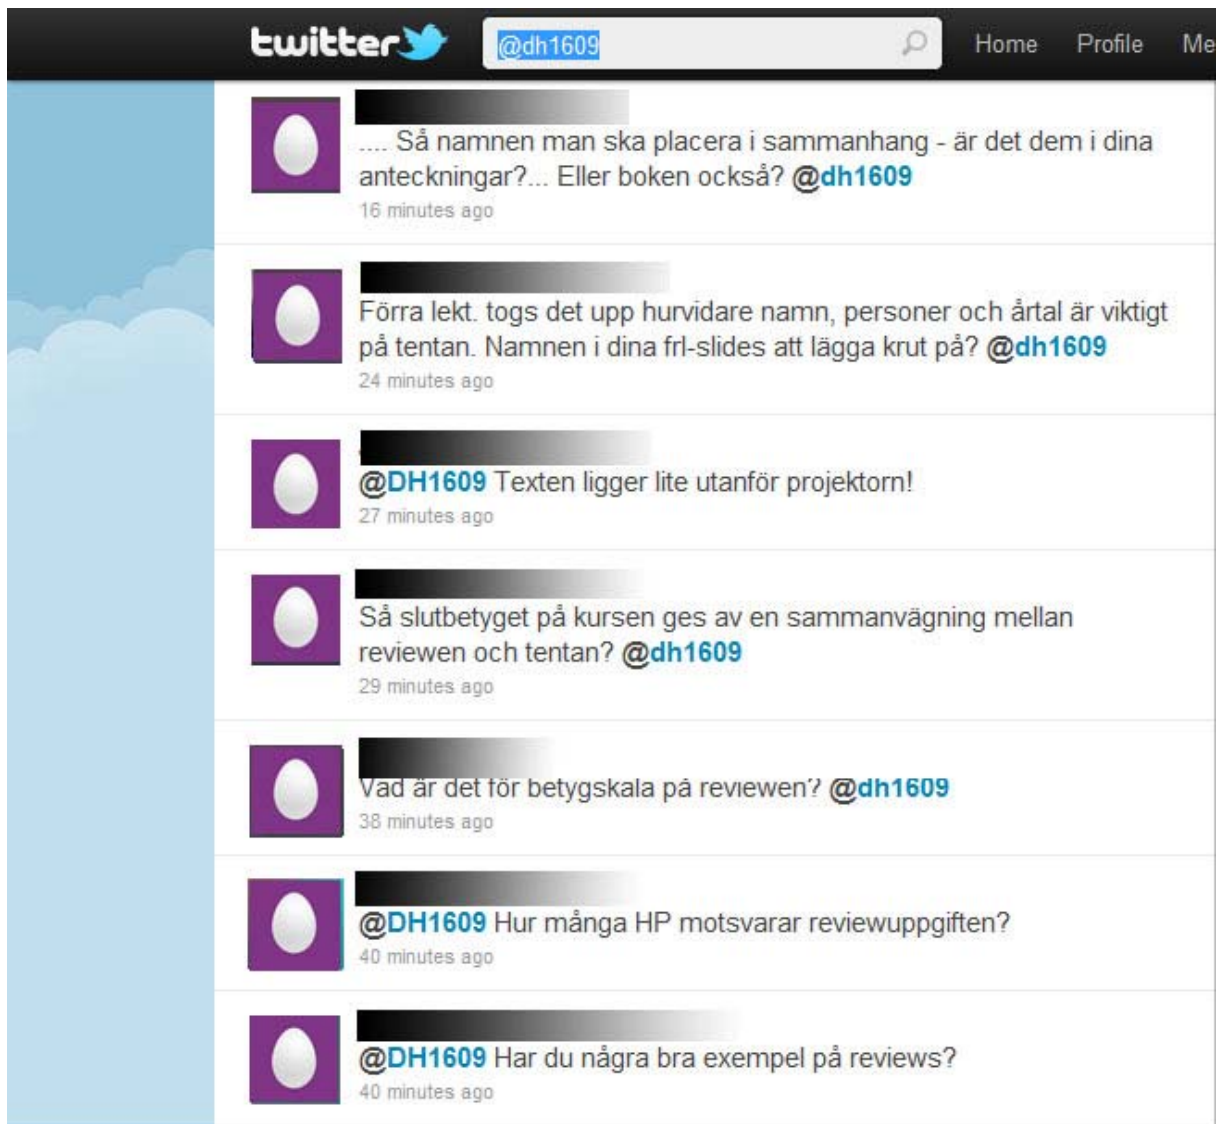 twitter @dh1609 Home Profile Me
.... Så namnen man ska placera i sammanhang - är det dem i dina
anteckningar?... Eller boken också? @dh1609
16 minutes ago
Förra lekt. togs det upp hurvidare namn, personer och årtal är viktigt
på tentan. Namnen i dina frl-slides att lägga krut på? @dh1609
24 minutes ago
@DH1609 Texten ligger lite utanför projektorn!
27 minutes ago
Så slutbetyget på kursen ges av en sammanvägning mellan
reviewen och tentan? @dh1609
29 minutes ago
Vad är det för betygskala på reviewen? @dh1609
38 minutes ago
@DH1609 Hur många HP motsvarar reviewuppgiften?
40 minutes ago
@DH1609 Har du några bra exempel på reviews?
40 minutes ago